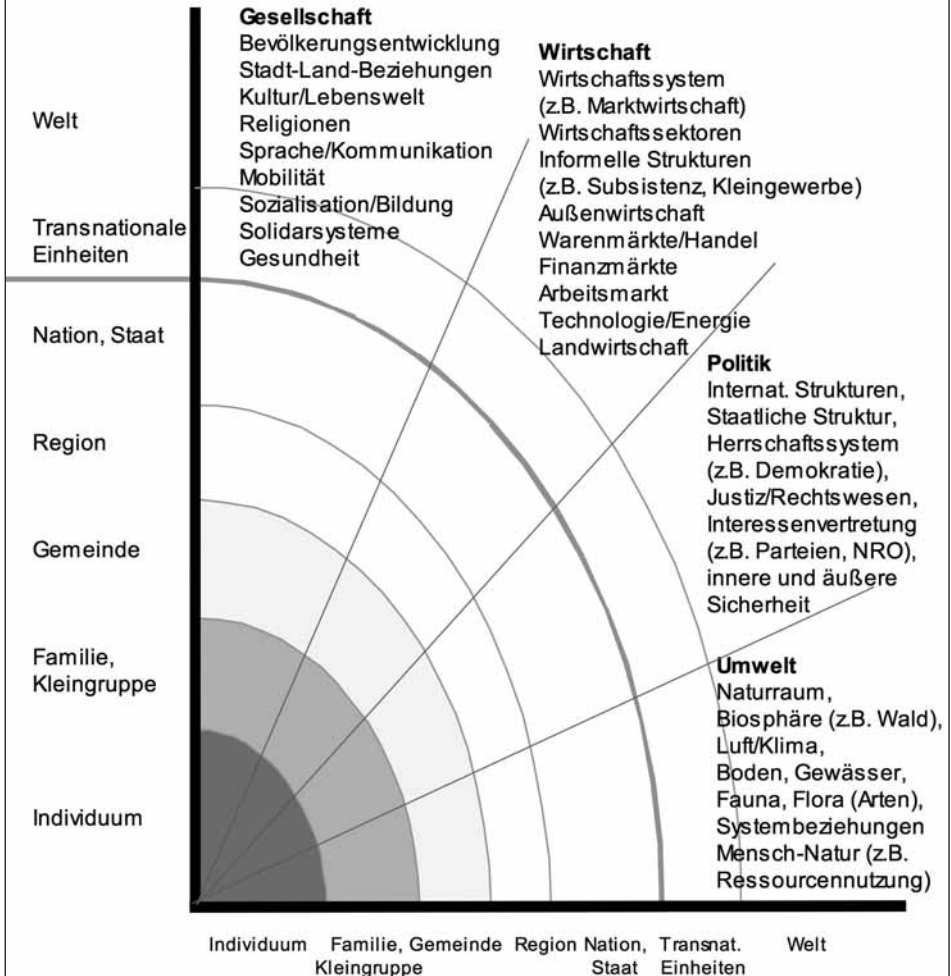 Welt
Transnationale
Einheiten
Nation, Staat
Region
Gemeinde
Familie,
Kleingruppe
Individuum
Gesellschaft
Bevölkerungsentwicklung
Stadt-Land-Beziehungen
Kultur/Lebenswelt
Religionen
Sprache/Kommunikation
Mobilität
Sozialisation/Bildung
Solidarsysteme
Gesundheit
Wirtschaft
Wirtschaftssystem
(z.B. Marktwirtschaft)
Wirtschaftssektoren
Informelle Strukturen
(z.B. Subsistenz, Kleingewerbe)
Außenwirtschaft
Warenmärkte/Handel
Finanzmärkte
Arbeitsmarkt
Technologie/Energie
Landwirtschaft
Politik
Internat. Strukturen,
Staatliche Struktur,
Herrschaftssystem
(z.B. Demokratie),
Justiz/Rechtswesen,
Interessenvertretung
(z.B. Parteien, NRO),
innere und äußere
Sicherheit
Umwelt
Naturraum,
Biosphäre (z.B. Wald),
Luft/Klima,
Boden, Gewässer,
Fauna, Flora (Arten),
Systembeziehungen
Mensch-Natur (z.B.
Ressourcennutzung)
Individuum Familie, Gemeinde Region Nation, Transnat. Welt
Kleingruppe Staat Einheiten